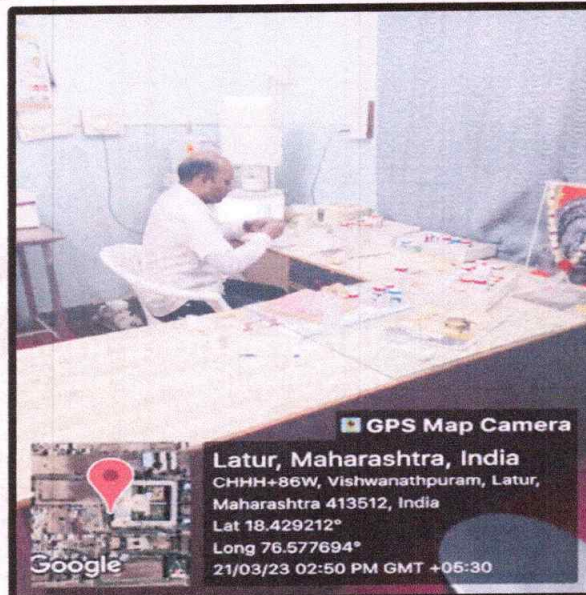 GPS Map Camera
Latur, Maharashtra, India
CHHH+86W, Vishwanathpuram, Latur,
Maharashtra 413512, India
Lat 18.429212°
Long 76.577694°
21/03/23 02:50 PM GMT +05:30
Google